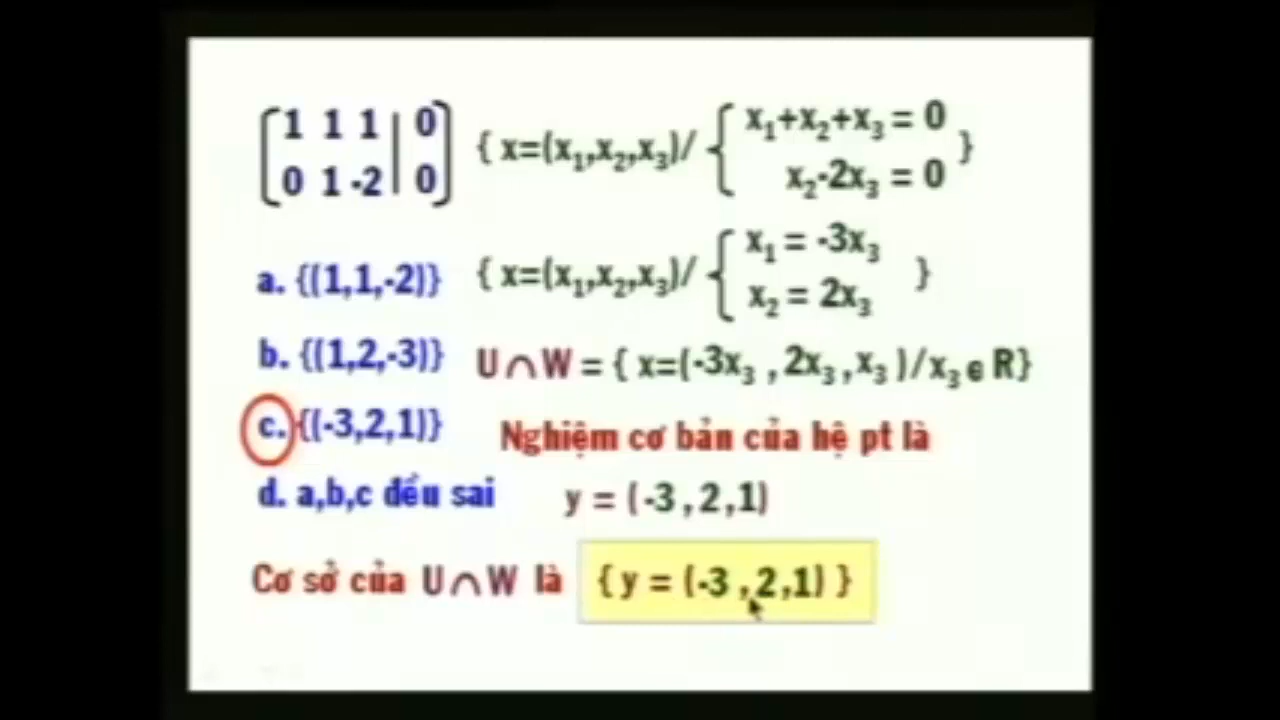 1 1 1 | 0 { x=(x₁,x₂,x₃)/ { x₁+x₂+x₃ = 0 }
0 1 -2 | 0 x₂-2x₃ = 0
a. {(1,1,-2)} { x=(x₁,x₂,x₃)/ { x₁ = -3x₃ }
x₂ = 2x₃
b. {(1,2,-3)} U∩W = { x=(-3x₃ , 2x₃ ,x₃ )/x₃ ∈ R}
c. {(-3,2,1)} Nghiệm cơ bản của hệ pt là
d. a,b,c đều sai y = (-3 , 2 ,1)
Cơ sở của U∩W là { y = (-3 , 2 ,1) }